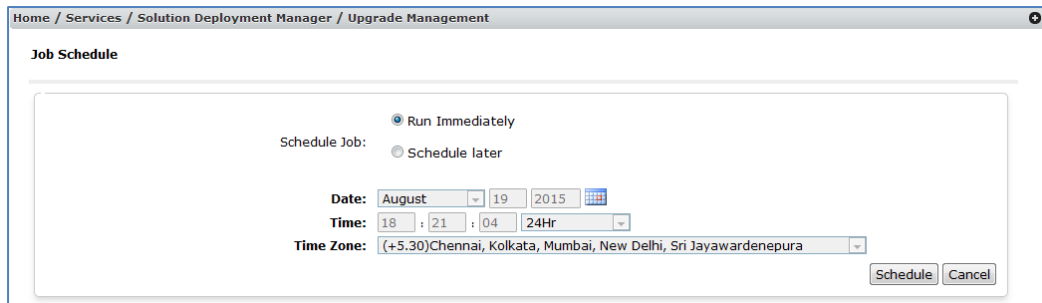 Home / Services / Solution Deployment Manager / Upgrade Management
Job Schedule
Schedule Job:
Run Immediately
Schedule later
Date: August 19 2015
Time: 18 : 21 : 04 24Hr
Time Zone: (+5.30)Chennai, Kolkata, Mumbai, New Delhi, Sri Jayawardenepura
Schedule Cancel